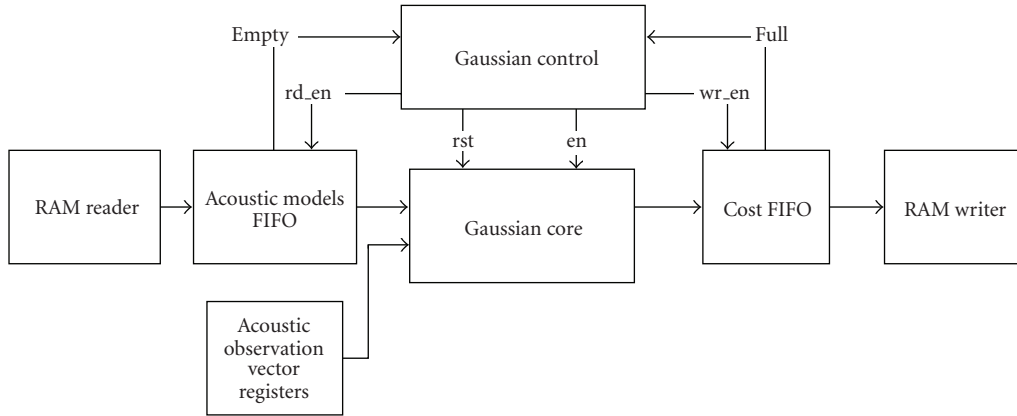 Empty
Full
Gaussian control
rd_en
wr_en
rst
en
RAM reader
Acoustic models
FIFO
Gaussian core
Cost FIFO
RAM writer
Acoustic
observation
vector
registers